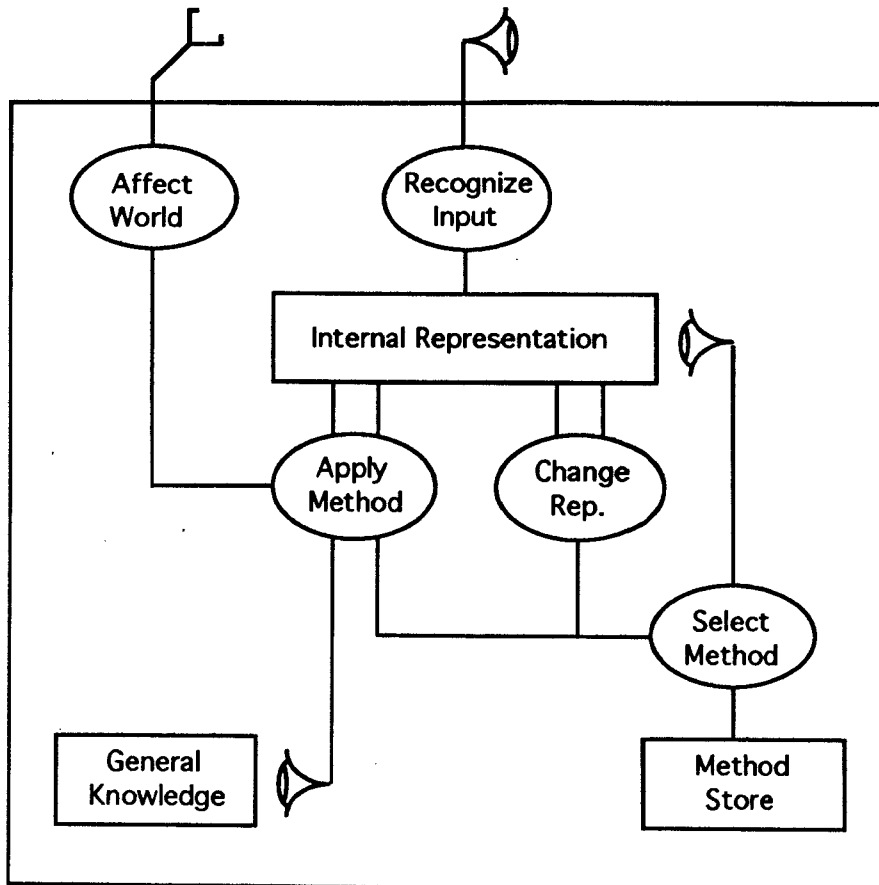 Affect
World
Recognize
Input
Internal Representation
Apply
Method
Change
Rep.
Select
Method
General
Knowledge
Method
Store